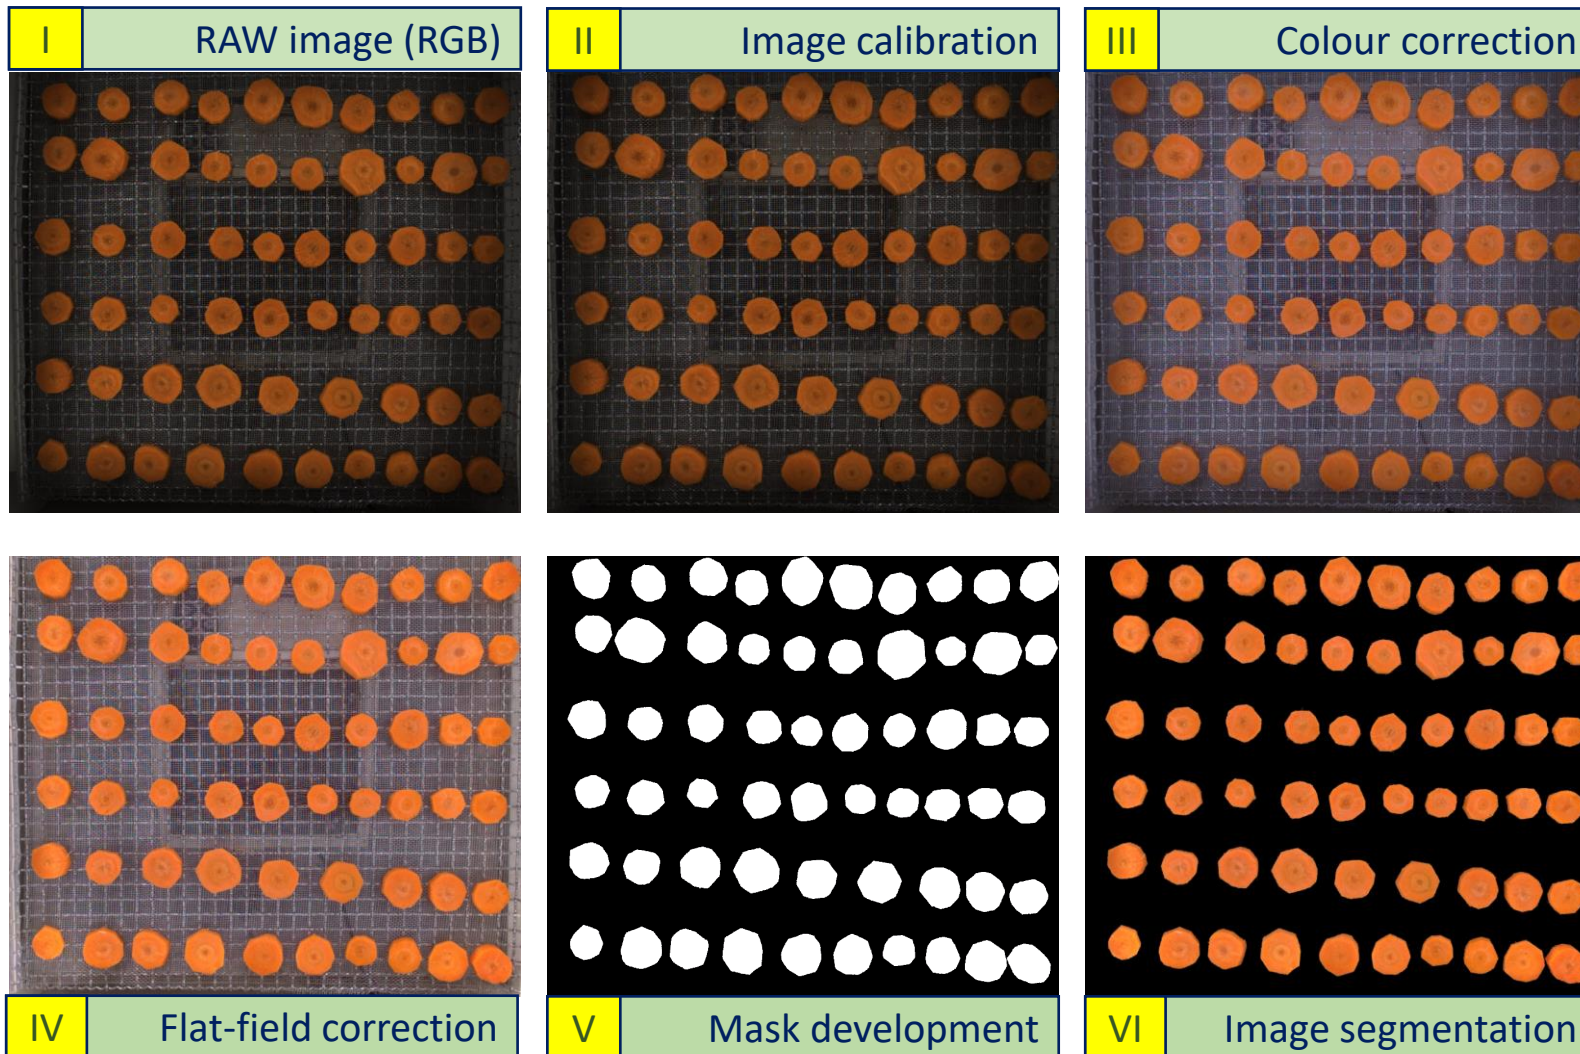 I RAW image (RGB)
II Image calibration
III Colour correction
IV Flat-field correction
V Mask development
VI Image segmentation